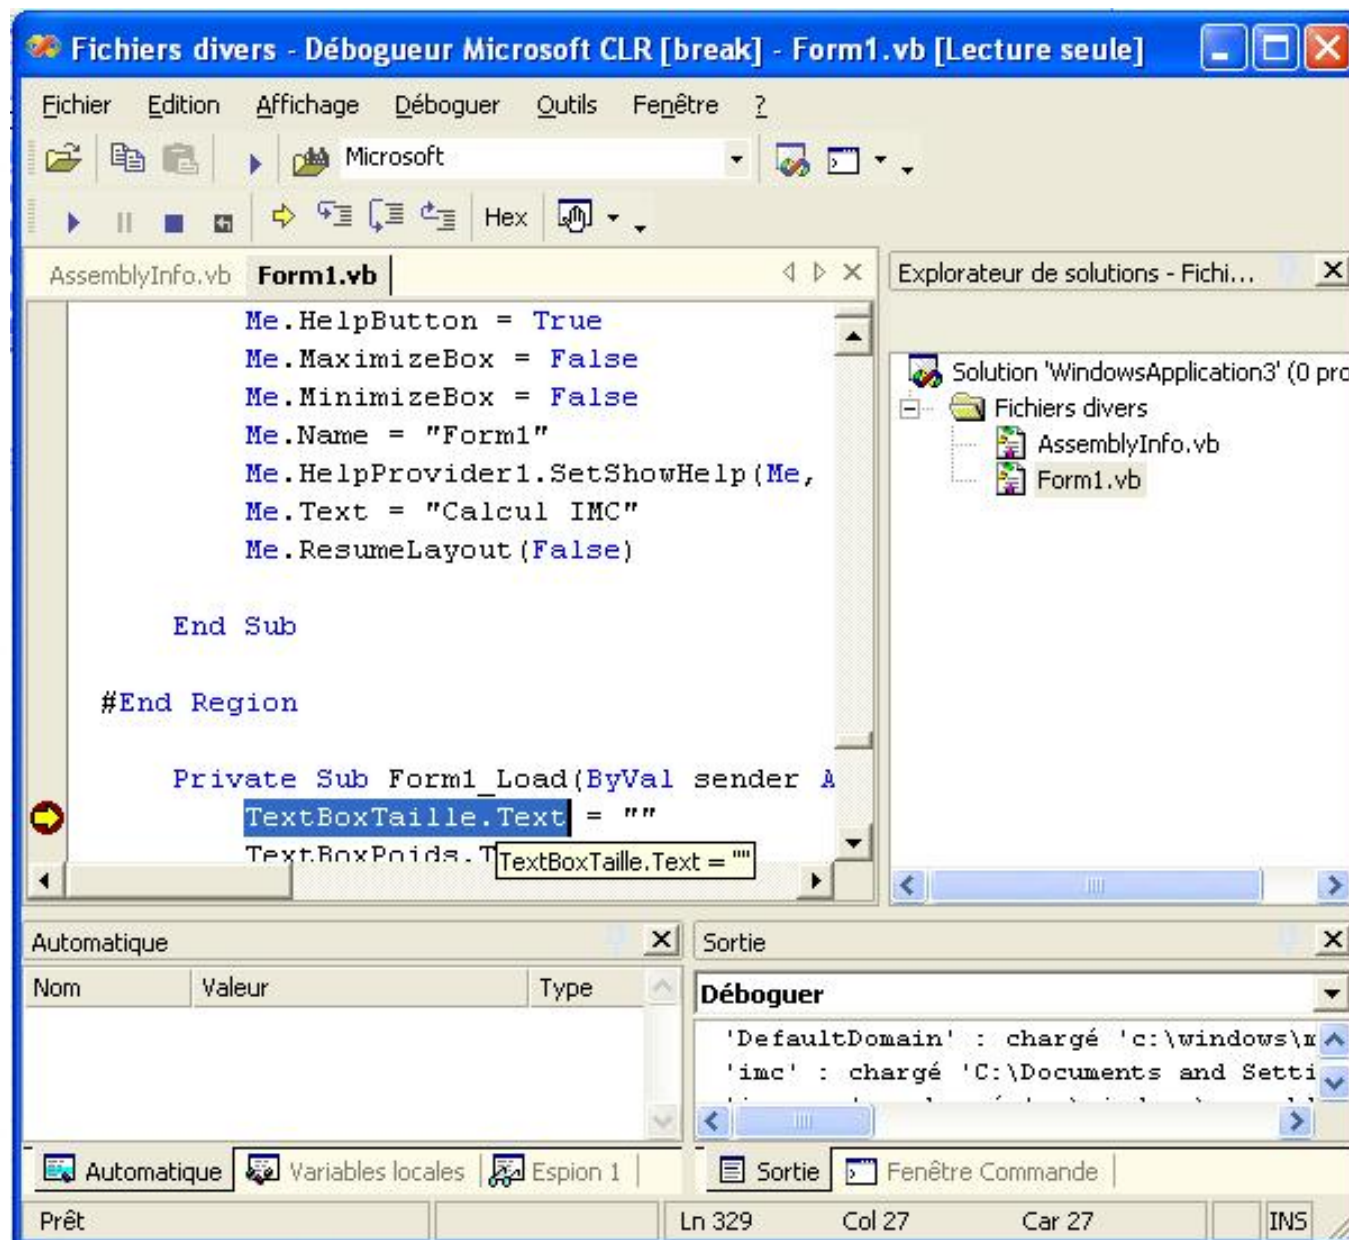 Fichiers divers - Débogueur Microsoft CLR [break] - Form1.vb [Lecture seule]
Fichier Edition Affichage Déboguer Outils Fenêtre ?
Microsoft
Hex
AssemblyInfo.vb Form1.vb
Me.HelpButton = True
Me.MaximizeBox = False
Me.MinimizeBox = False
Me.Name = "Form1"
Me.HelpProvider1.SetShowHelp(Me,
Me.Text = "Calcul IMC"
Me.ResumeLayout(False)
End Sub
#End Region
Private Sub Form1_Load(ByVal sender A
TextBoxTaille.Text = ""
TextBoxPoids.T
TextBoxTaille.Text = ""
Explorateur de solutions - Fichi...
Solution 'WindowsApplication3' (0 pro
Fichiers divers
AssemblyInfo.vb
Form1.vb
Automatique
Nom Valeur Type
Automatique Variables locales Espion 1
Sortie
Déboguer
'DefaultDomain' : chargé 'c:\windows\m
'imc' : chargé 'C:\Documents and Setti
Sortie Fenêtre Commande
Prêt Ln 329 Col 27 Car 27 INS